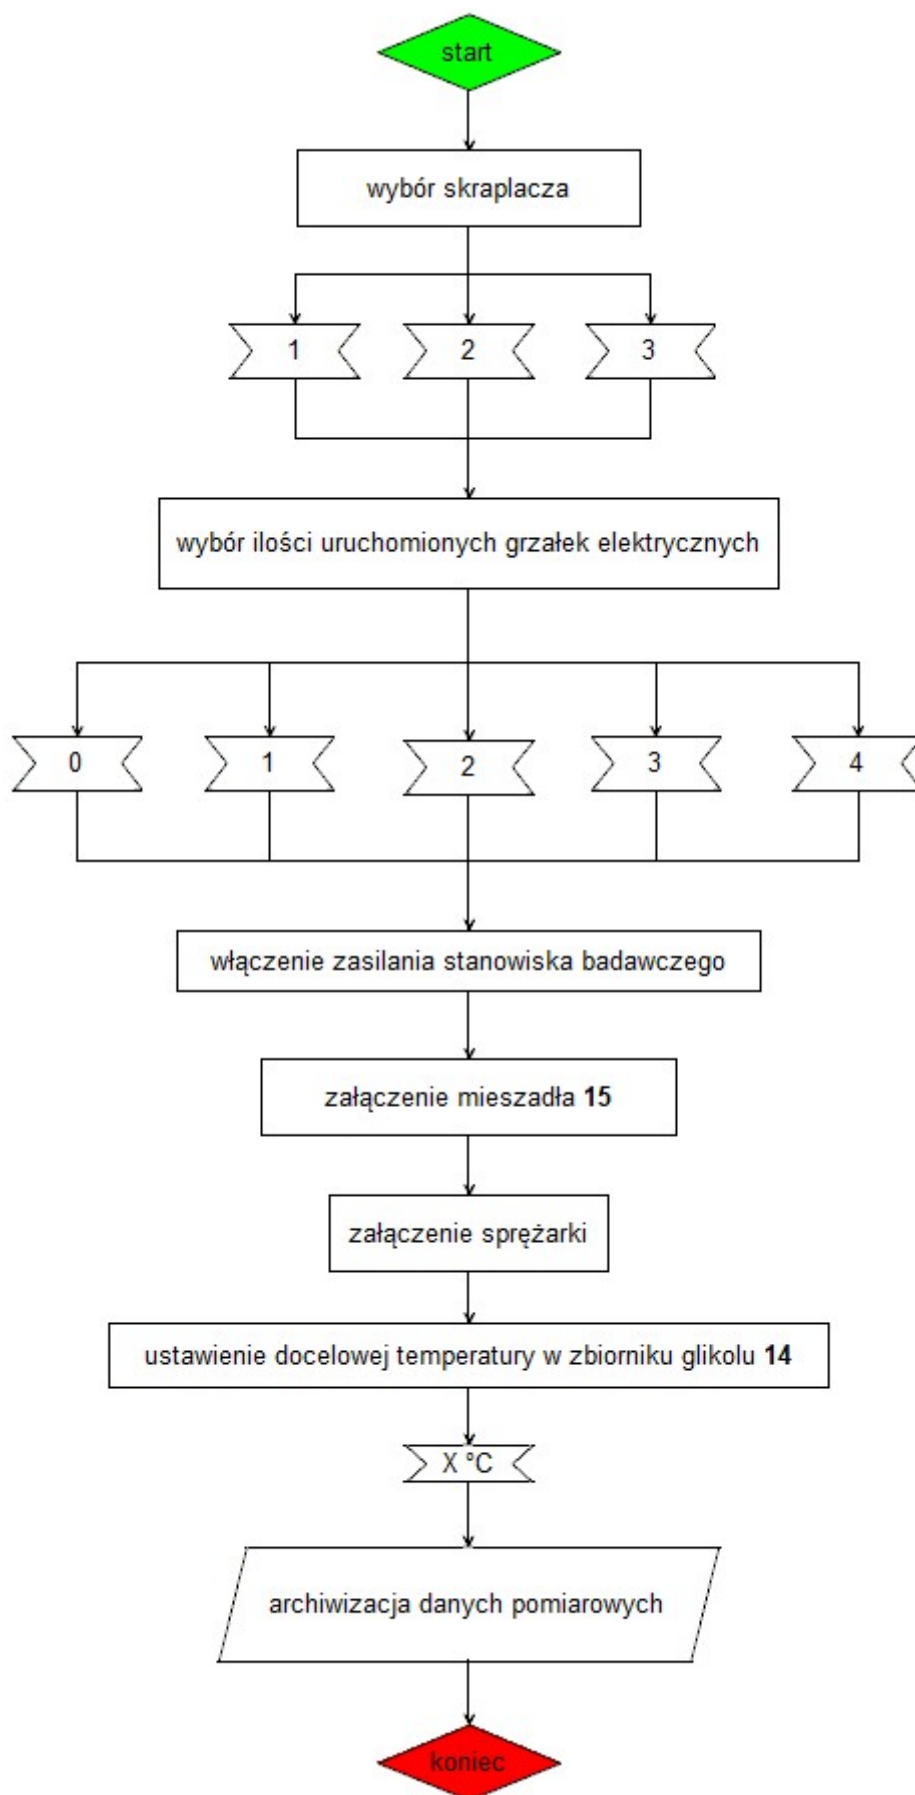 start
wybór skraplacza
1 2 3
wybór ilości uruchomionych grzałek elektrycznych
0 1 2 3 4
włączenie zasilania stanowiska badawczego
załączenie mieszadła 15
załączenie sprężarki
ustawienie docelowej temperatury w zbiorniku glikolu 14
X ºC
archiwizacja danych pomiarowych
koniec